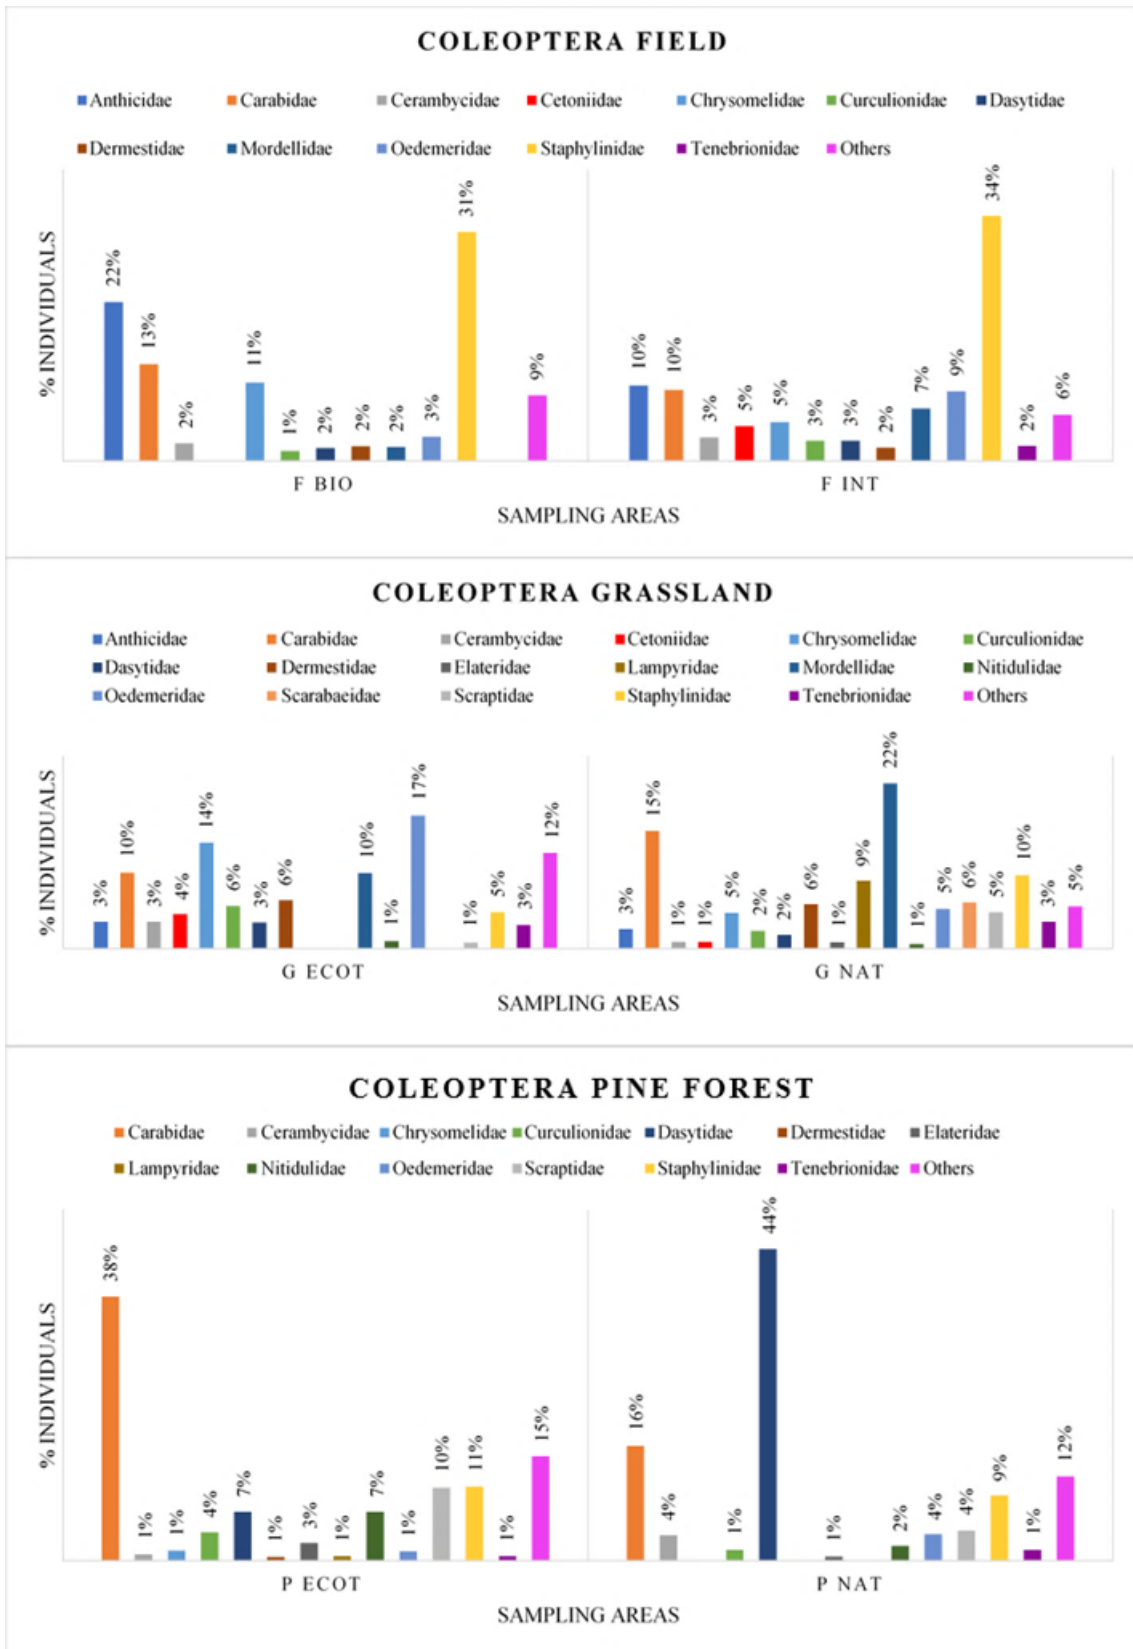 COLEOPTERA FIELD
Anthicidae Carabidae Cerambycidae Cetoniidae Chrysomelidae Curculionidae Dasytidae
Dermestidae Mordellidae Oedemeridae Staphylinidae Tenebrionidae Others
% INDIVIDUALS
22% 13% 2% 11% 1% 2% 2% 2% 3% 31% 9% 10% 10% 3% 5% 5% 3% 3% 2% 7% 9% 34% 2% 6%
F BIO F INT
SAMPLING AREAS
COLEOPTERA GRASSLAND
Anthicidae Carabidae Cerambycidae Cetoniidae Chrysomelidae Curculionidae
Dasytidae Dermestidae Elateridae Lampyridae Mordellidae Nitidulidae
Oedemeridae Scarabaeidae Scraptidae Staphylinidae Tenebrionidae Others
% INDIVIDUALS
3% 10% 3% 4% 14% 6% 3% 6% 10% 1% 17% 1% 5% 3% 12% 3% 15% 1% 1% 5% 2% 2% 6% 1% 9% 22% 1% 5% 6% 5% 10% 3% 5%
G ECOT G NAT
SAMPLING AREAS
COLEOPTERA PINE FOREST
Carabidae Cerambycidae Chrysomelidae Curculionidae Dasytidae Dermestidae Elateridae
Lampyridae Nitidulidae Oedemeridae Scraptidae Staphylinidae Tenebrionidae Others
% INDIVIDUALS
38% 1% 1% 4% 7% 1% 3% 1% 7% 1% 10% 11% 1% 15% 16% 4% 1% 44% 1% 2% 4% 4% 9% 1% 12%
P ECOT P NAT
SAMPLING AREAS